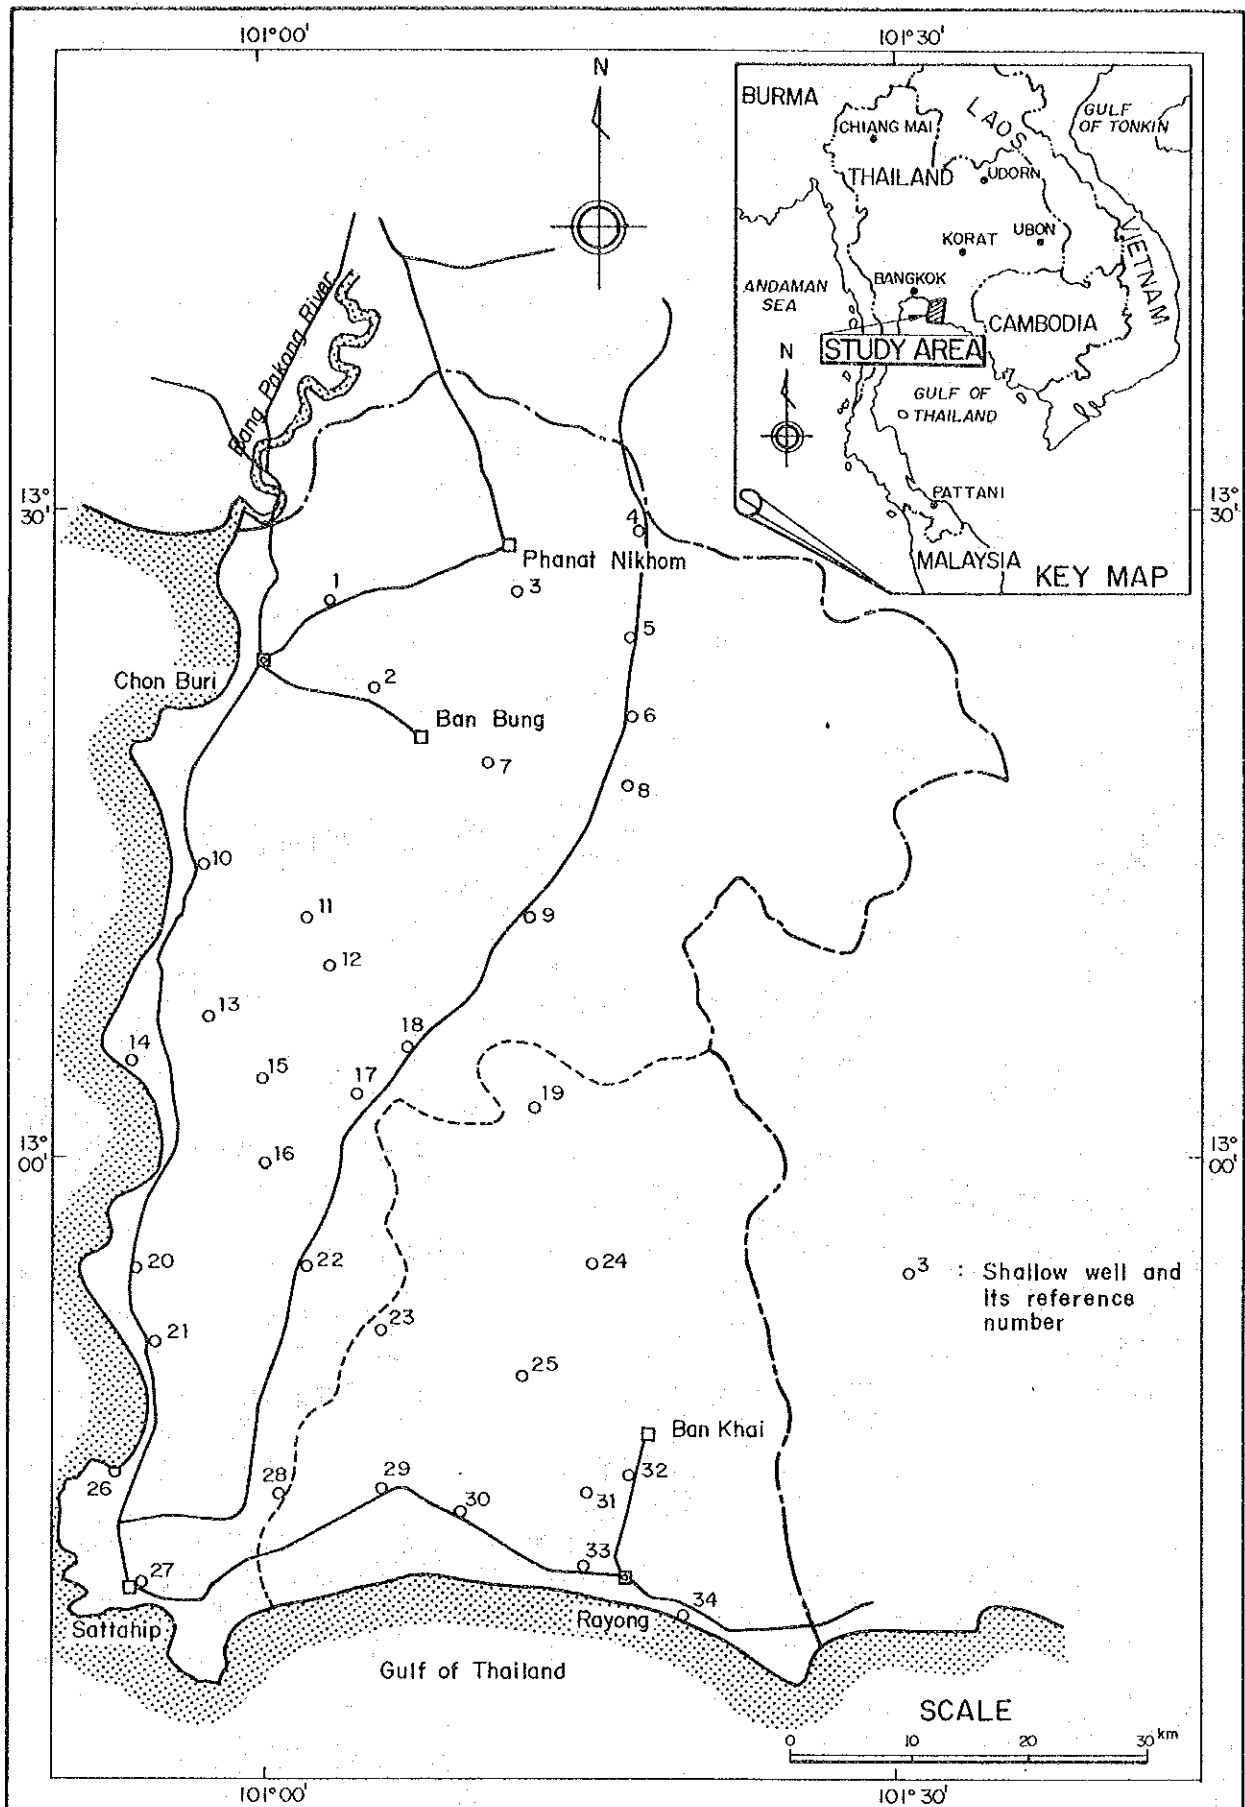 101°00'
101°30'
N
BURMA
CHIANG MAI
LAOS
GULF
OF TONKIN
THAILAND
UDORN
KORAT
UBON
VIETNAM
BANGKOK
ANDAMAN
SEA
CAMBODIA
STUDY AREA
N
GULF OF
THAILAND
PATTANI
MALAYSIA
KEY MAP
Bang Pakong River
13°
30'
13°
30'
4
Phanat Nikhom
1
3
5
Chon Buri
2
6
Ban Bung
7
8
10
11
9
12
13
14
18
15
17
19
13°
00'
16
13°
00'
20
22
24
3 : Shallow well and
its reference
number
21
23
25
Ban Khai
26
28
29
32
31
30
27
33
34
Sattahip
Rayong
Gulf of Thailand
SCALE
0 10 20 30 km
101°00'
101°30'